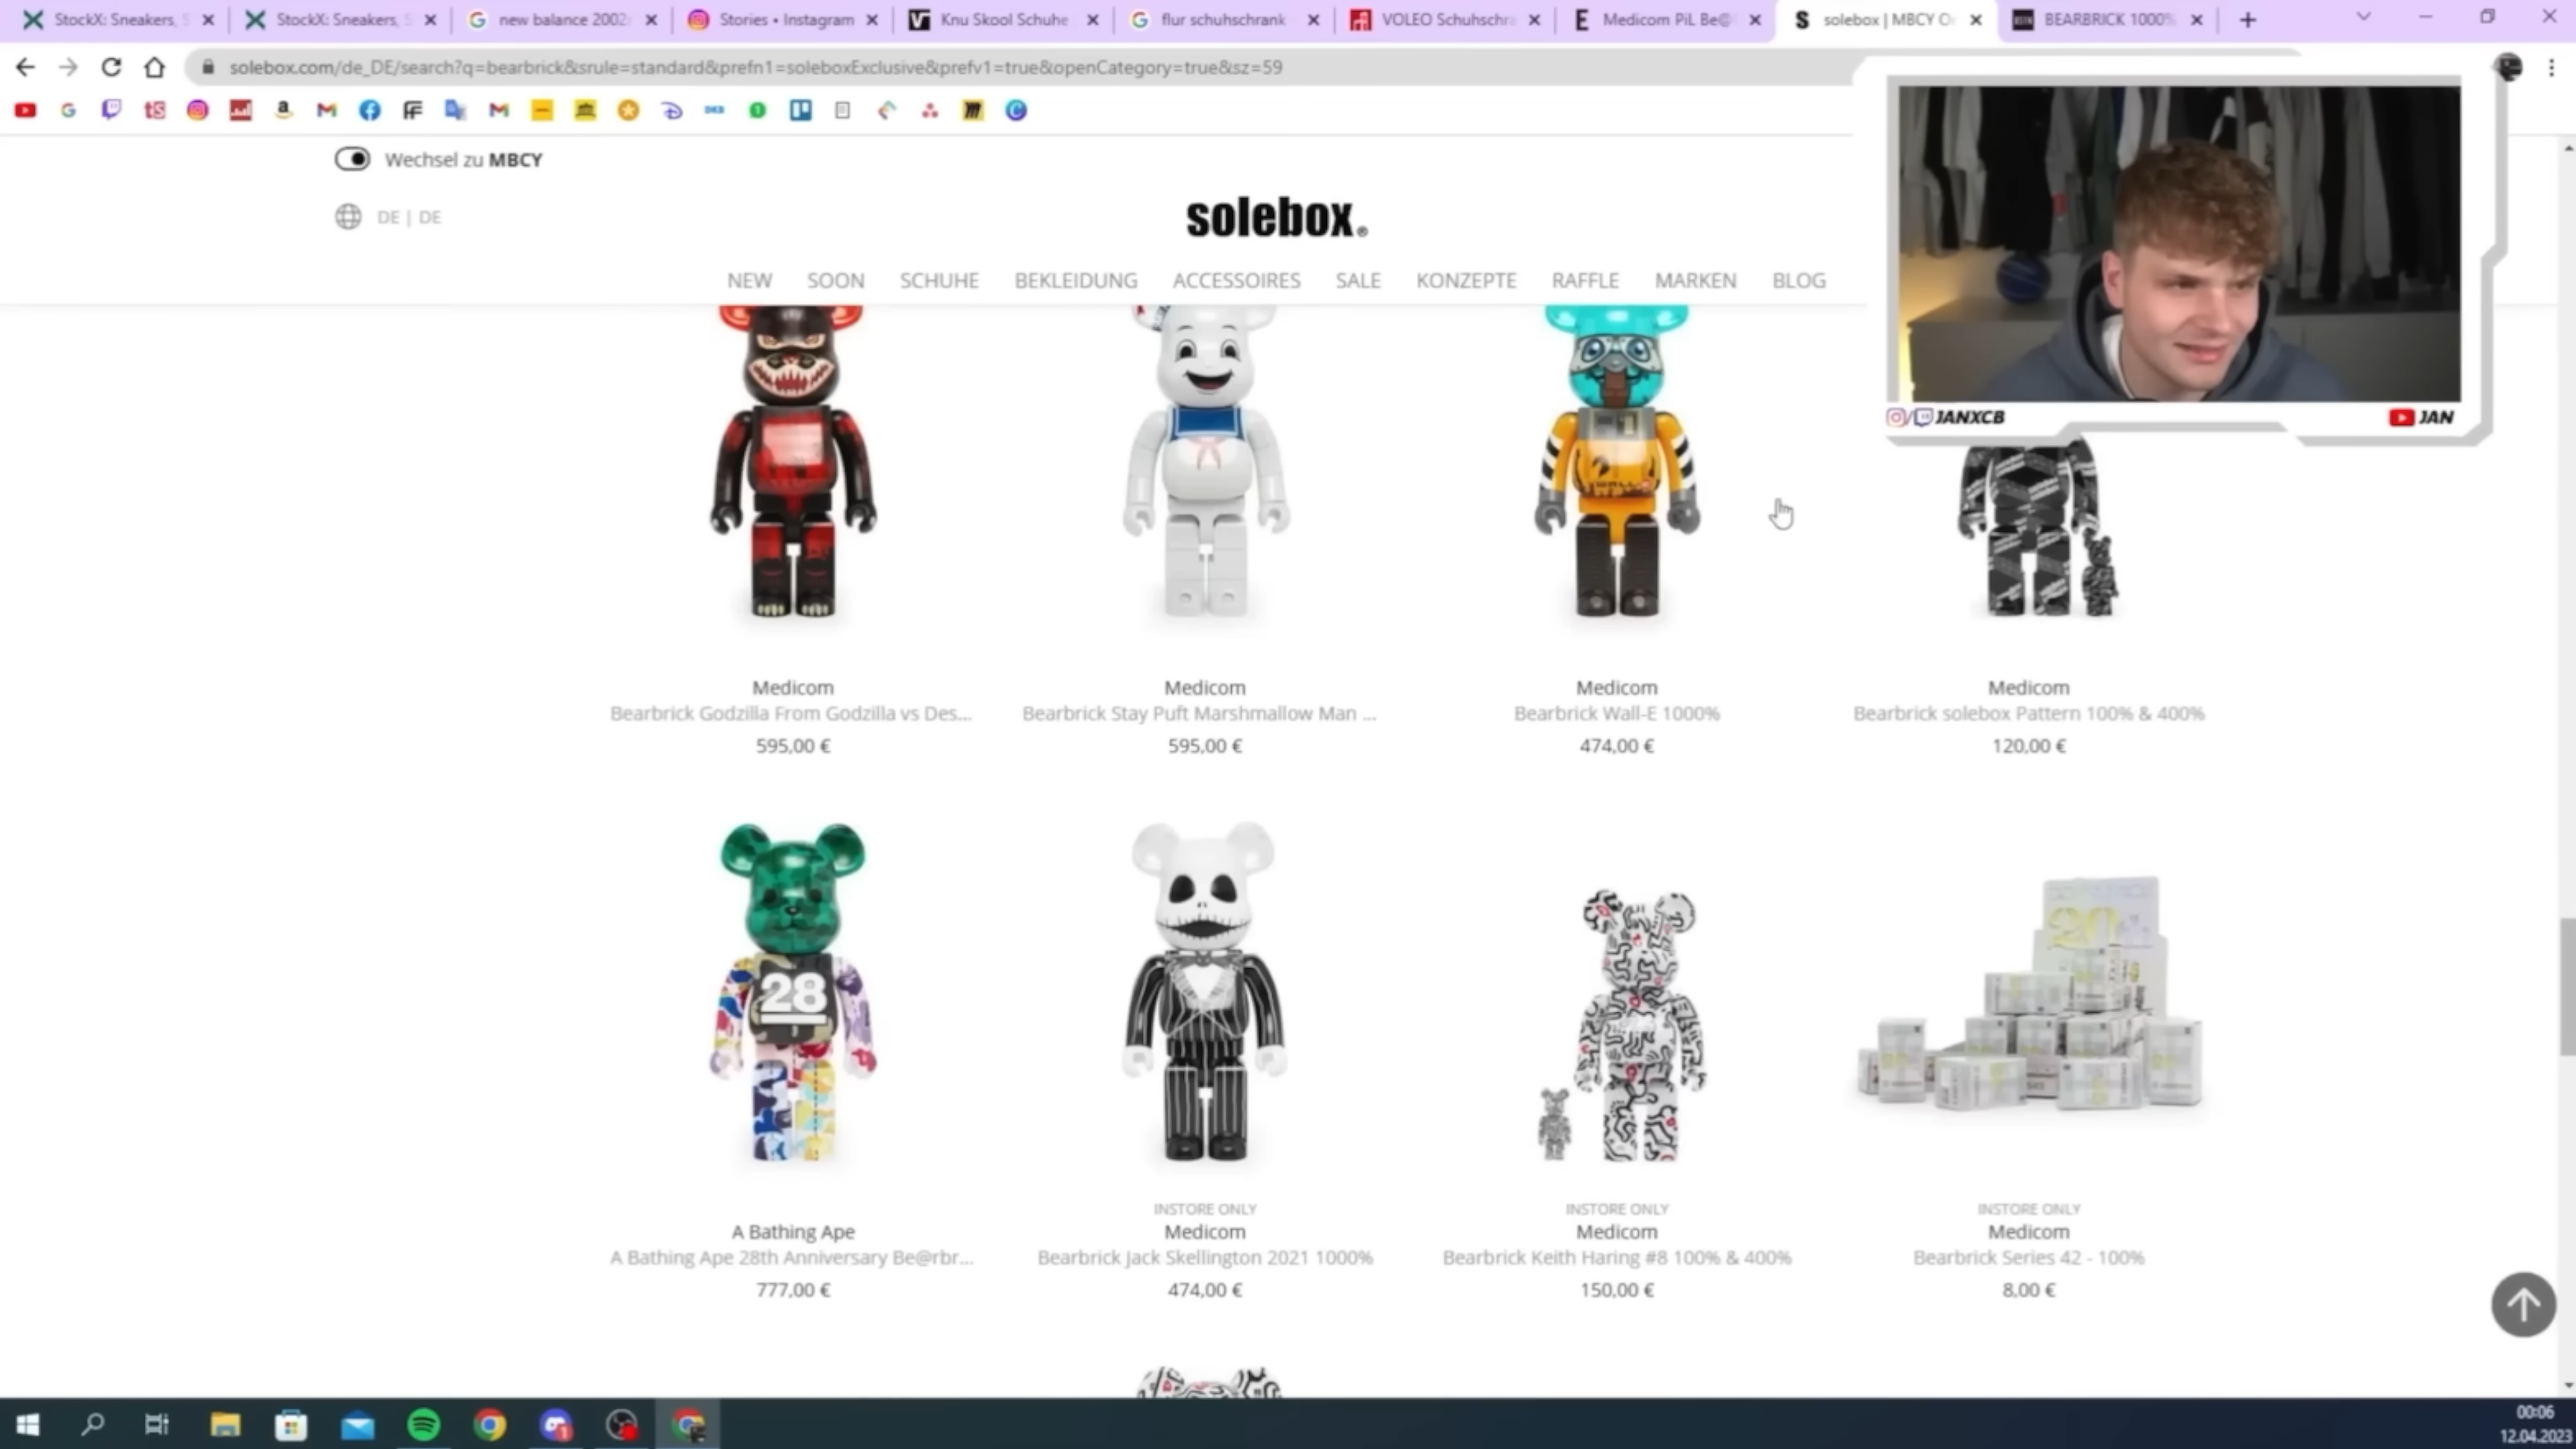 StockX: Sneakers, S
StockX: Sneakers, S
new balance 2002
Stories • Instagram
Knu Skool Schuhe
flur schuhschrank
VOLEO Schuhschra
Medicom PiL Be@
solebox | MBCY O
BEARBRICK 1000%
solebox.com/de_DE/search?q=bearbrick&srule=standard&prefn1=soleboxExclusive&prefv1=true&openCategory=true&sz=59
Wechsel zu MBCY
DE | DE
solebox®
NEW SOON SCHUHE BEKLEIDUNG ACCESSOIRES SALE KONZEPTE RAFFLE MARKEN BLOG
JANXCB
JAN
Medicom
Bearbrick Godzilla From Godzilla vs Des...
595,00 €
Medicom
Bearbrick Stay Puft Marshmallow Man ...
595,00 €
Medicom
Bearbrick Wall-E 1000%
474,00 €
Medicom
Bearbrick solebox Pattern 100% & 400%
120,00 €
28
A Bathing Ape
A Bathing Ape 28th Anniversary Be@rbr...
777,00 €
INSTORE ONLY
Medicom
Bearbrick Jack Skellington 2021 1000%
474,00 €
INSTORE ONLY
Medicom
Bearbrick Keith Haring #8 100% & 400%
150,00 €
20
INSTORE ONLY
Medicom
Bearbrick Series 42 - 100%
8,00 €
00:06
12.04.2023